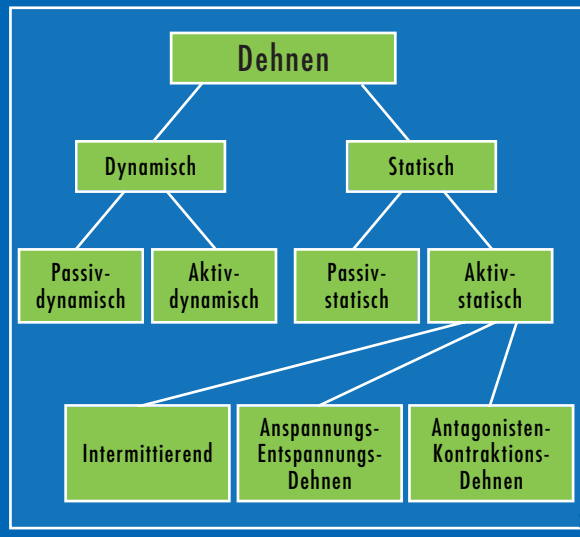 Dehnen
Dynamisch
Statisch
Passiv-
dynamisch
Aktiv-
dynamisch
Passiv-
statisch
Aktiv-
statisch
Intermittierend
Anspannungs-
Entspannungs-
Dehnen
Antagonisten-
Kontraktions-
Dehnen